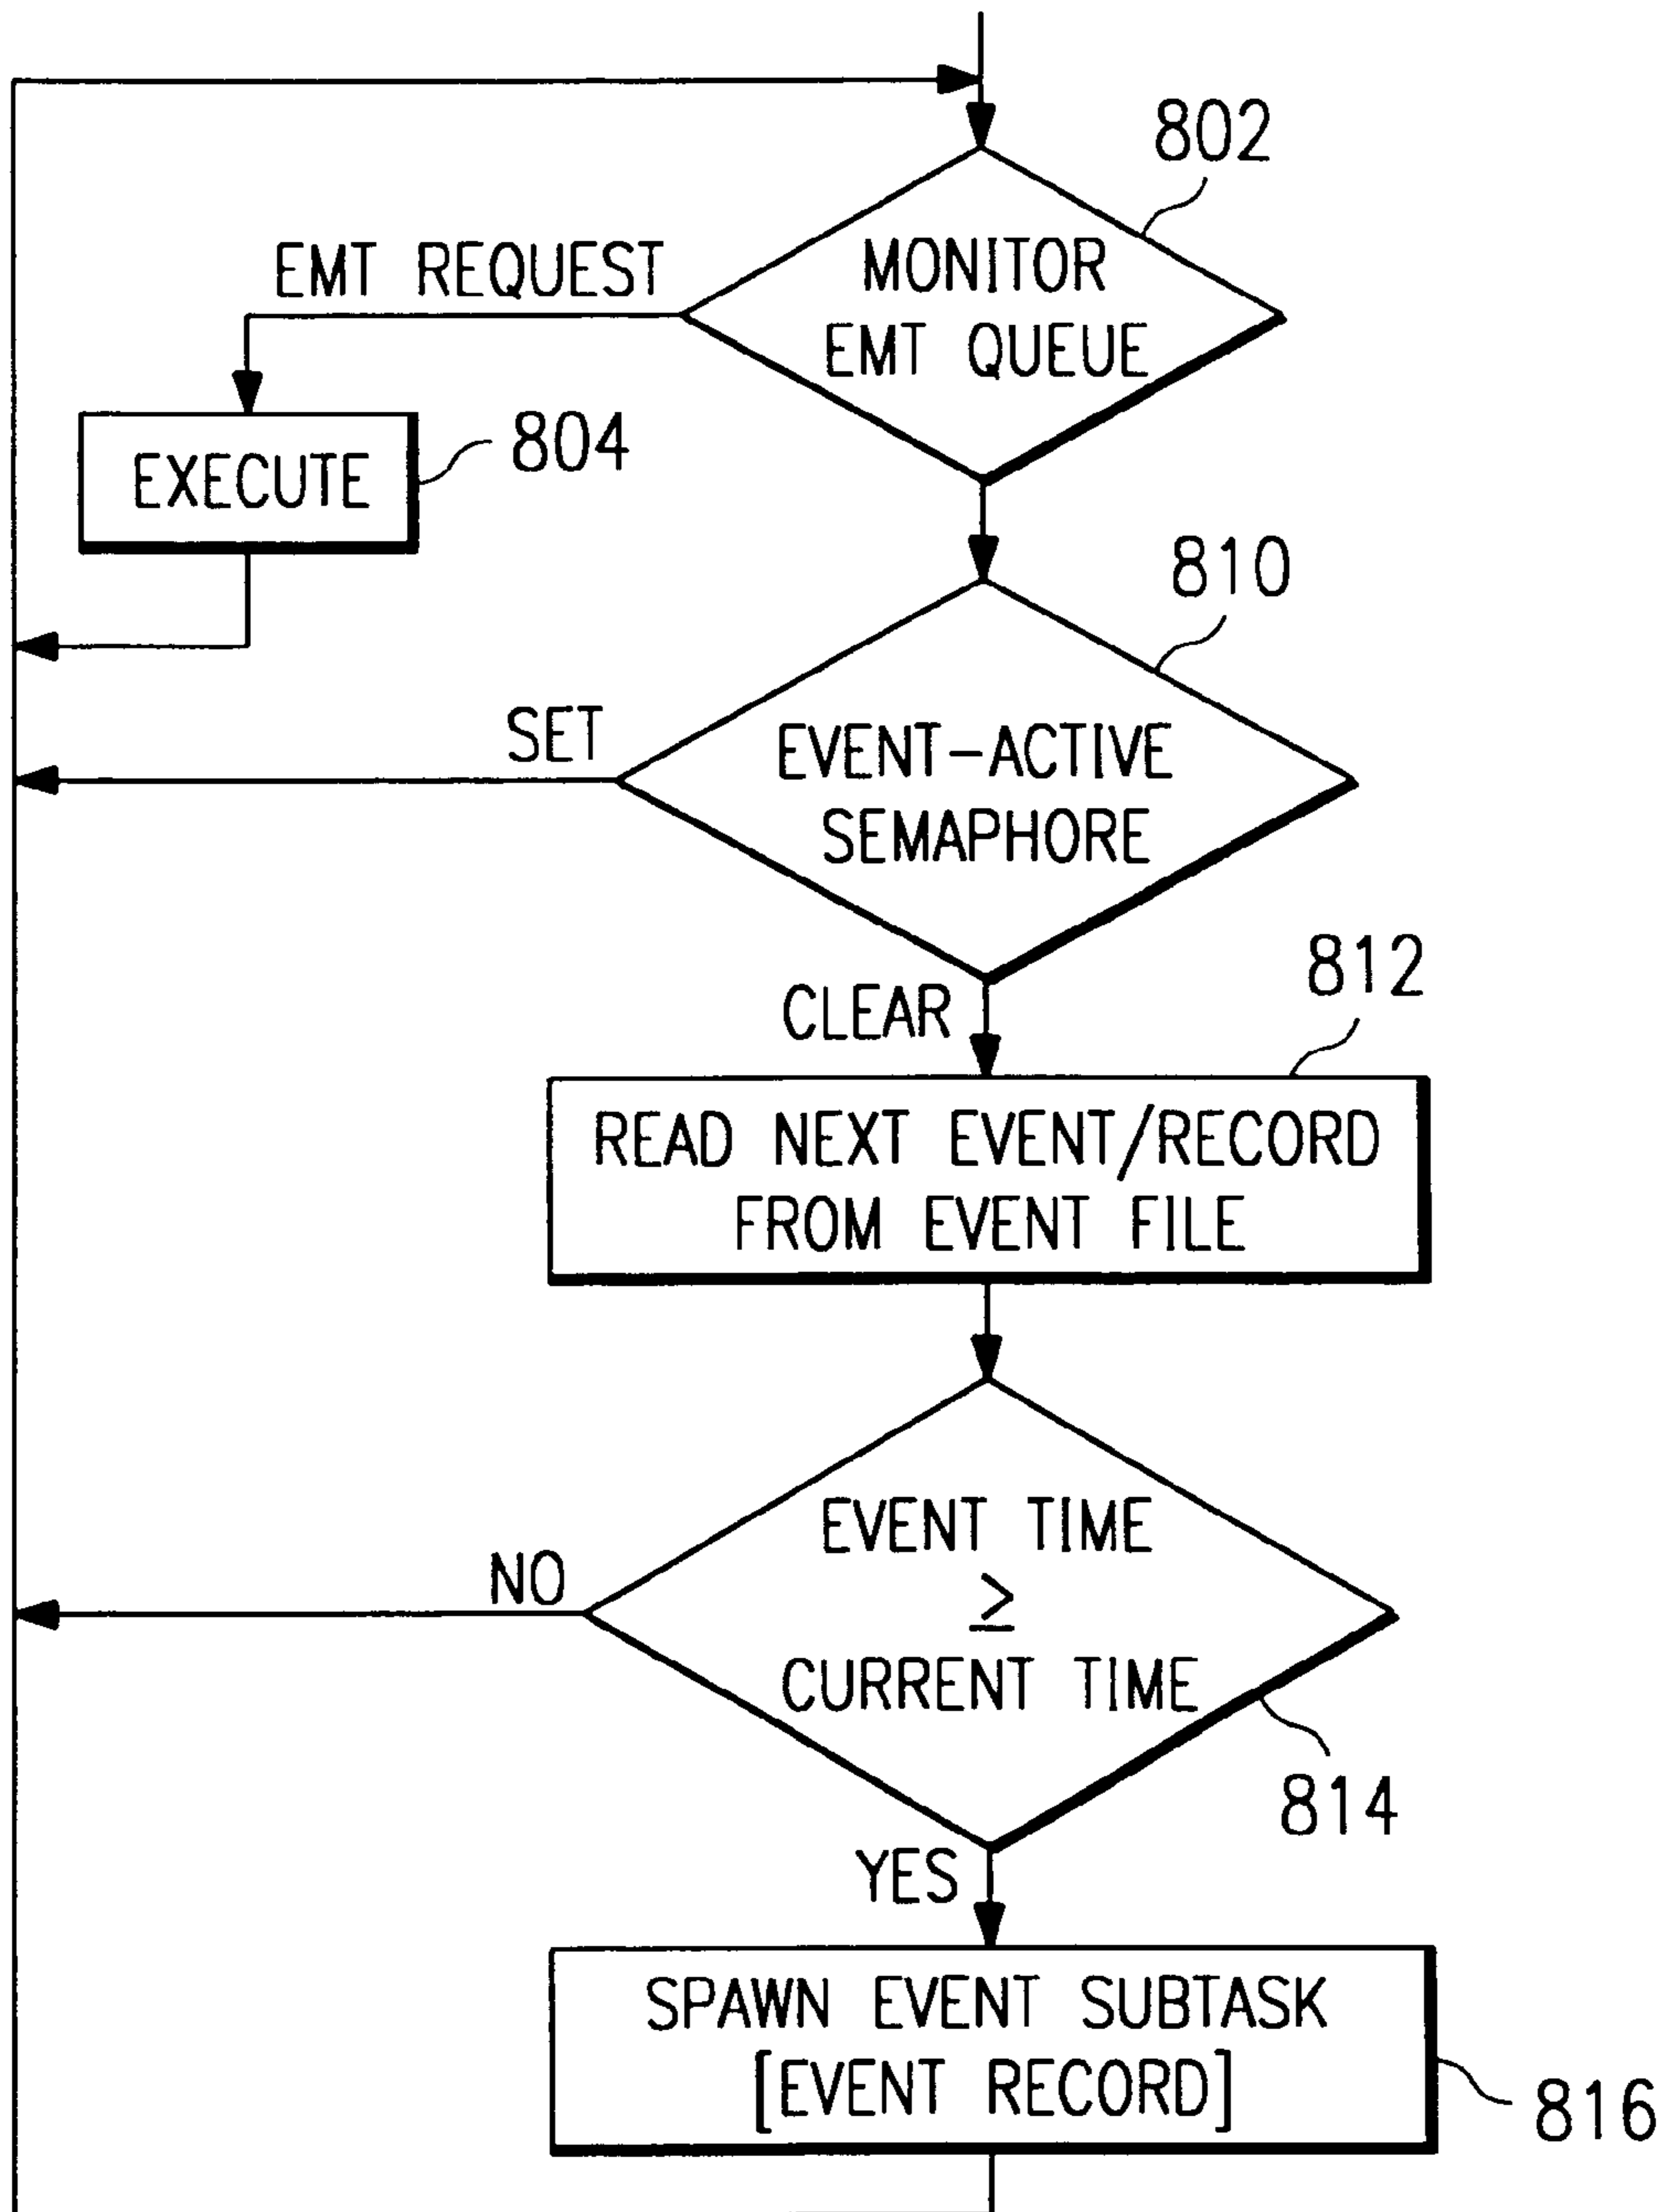 802
MONITOR
EMT QUEUE
EMT REQUEST
EXECUTE
804
810
EVENT-ACTIVE
SEMAPHORE
SET
CLEAR
812
READ NEXT EVENT/RECORD
FROM EVENT FILE
EVENT TIME
≥
CURRENT TIME
NO
814
YES
SPAWN EVENT SUBTASK
[EVENT RECORD]
816